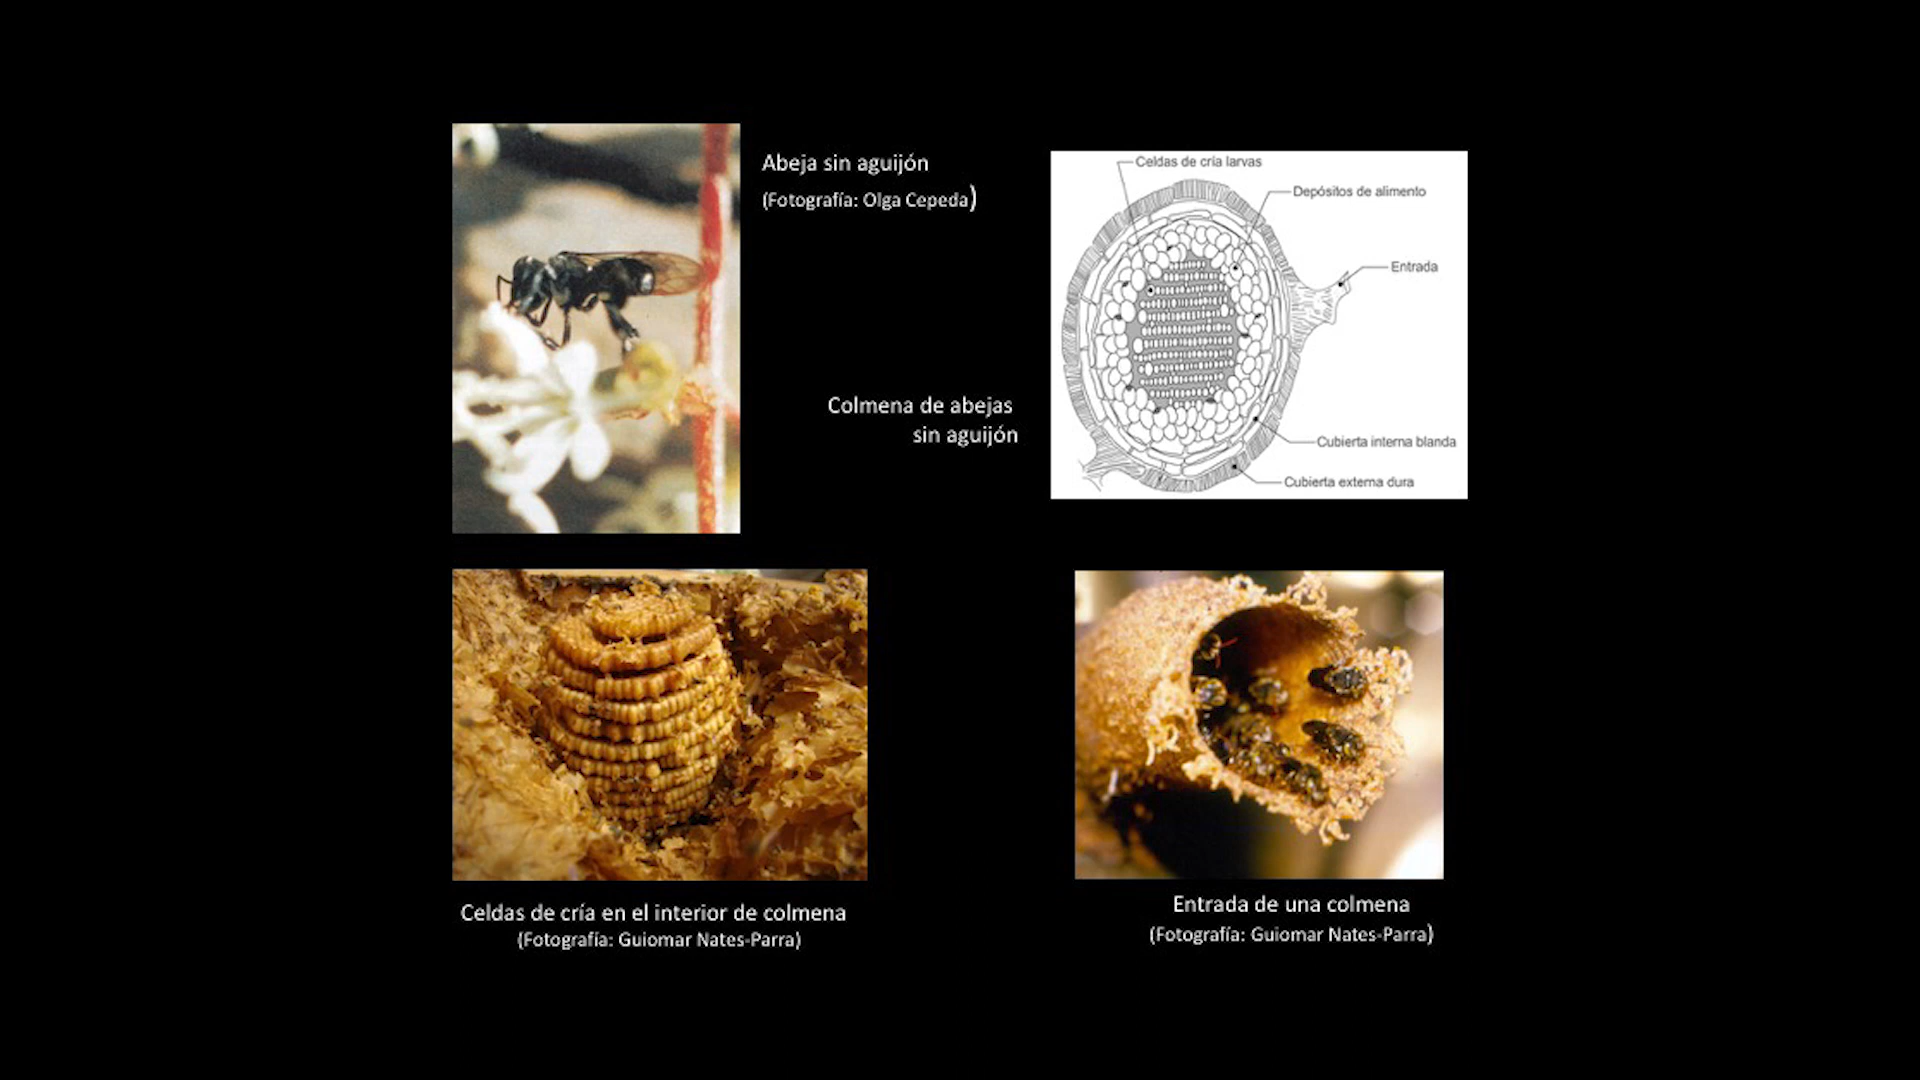 Abeja sin aguijón
(Fotografía: Olga Cepeda)
Celdas de cría larvas
Depósitos de alimento
Entrada
Colmena de abejas
sin aguijón
Cubierta interna blanda
Cubierta externa dura
Celdas de cría en el interior de colmena
(Fotografía: Guiomar Nates-Parra)
Entrada de una colmena
(Fotografía: Guiomar Nates-Parra)